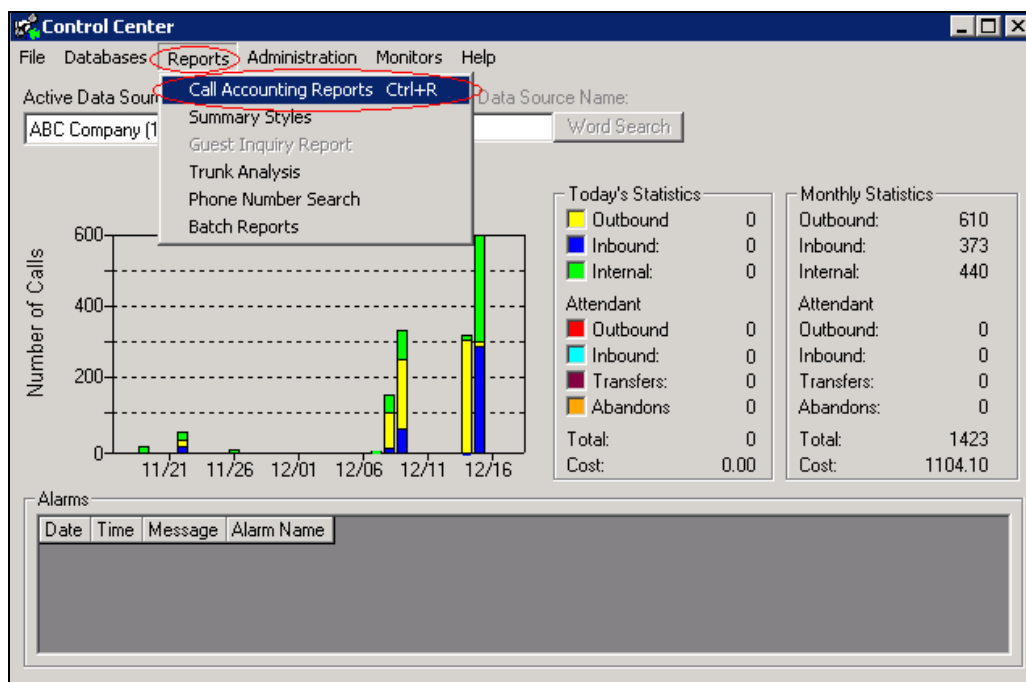 Control Center
File Databases Reports Administration Monitors Help
Call Accounting Reports Ctrl+R
Summary Styles
Guest Inquiry Report
Trunk Analysis
Phone Number Search
Batch Reports
Active Data Sour
Data Source Name:
ABC Company (1
Word Search
Number of Calls
600
400
200
0
11/21 11/26 12/01 12/06 12/11 12/16
Today's Statistics
Outbound 0
Inbound: 0
Internal: 0
Attendant
Outbound 0
Inbound: 0
Transfers: 0
Abandons 0
Total: 0
Cost: 0.00
Monthly Statistics
Outbound: 610
Inbound: 373
Internal: 440
Attendant
Outbound: 0
Inbound: 0
Transfers: 0
Abandons: 0
Total: 1423
Cost: 1104.10
Alarms
Date Time Message Alarm Name